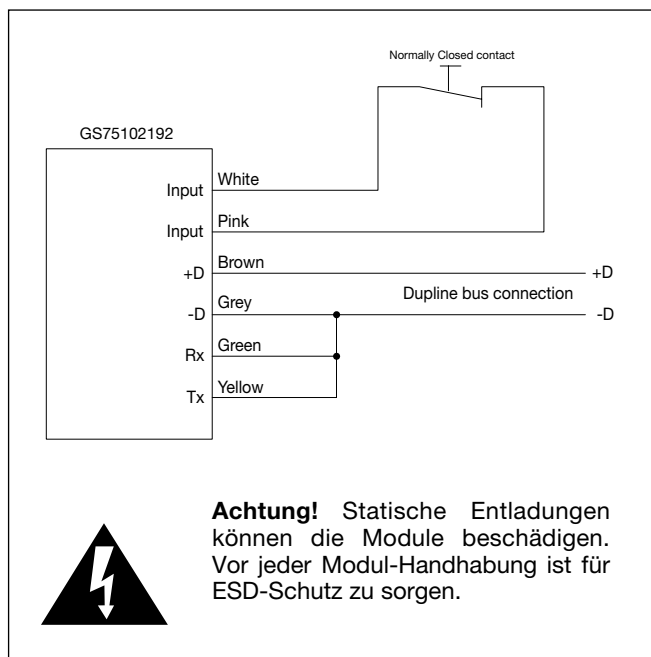 Normally Closed contact
GS75102192
Input White
Input Pink
+D Brown +D
Dupline bus connection
-D Grey -D
Rx Green
Tx Yellow
Achtung! Statische Entladungen
können die Module beschädigen.
Vor jeder Modul-Handhabung ist für
ESD-Schutz zu sorgen.